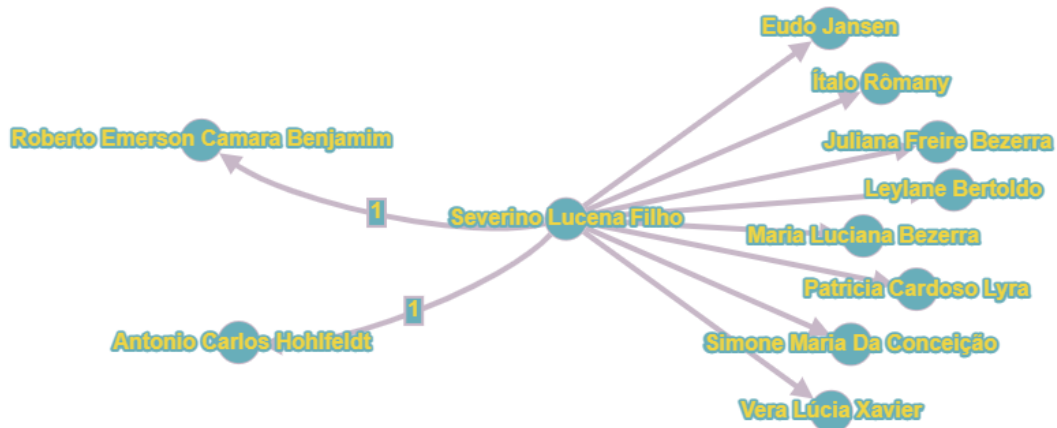 Eudo Jansen
Ítalo Rômany
Roberto Emerson Camara Benjamim
Juliana Freire Bezerra
Leylane Bertoldo
1
Severino Lucena Filho
Maria Luciana Bezerra
Patricia Cardoso Lyra
1
Antonio Carlos Hohlfeldt
Simone Maria Da Conceição
Vera Lúcia Xavier